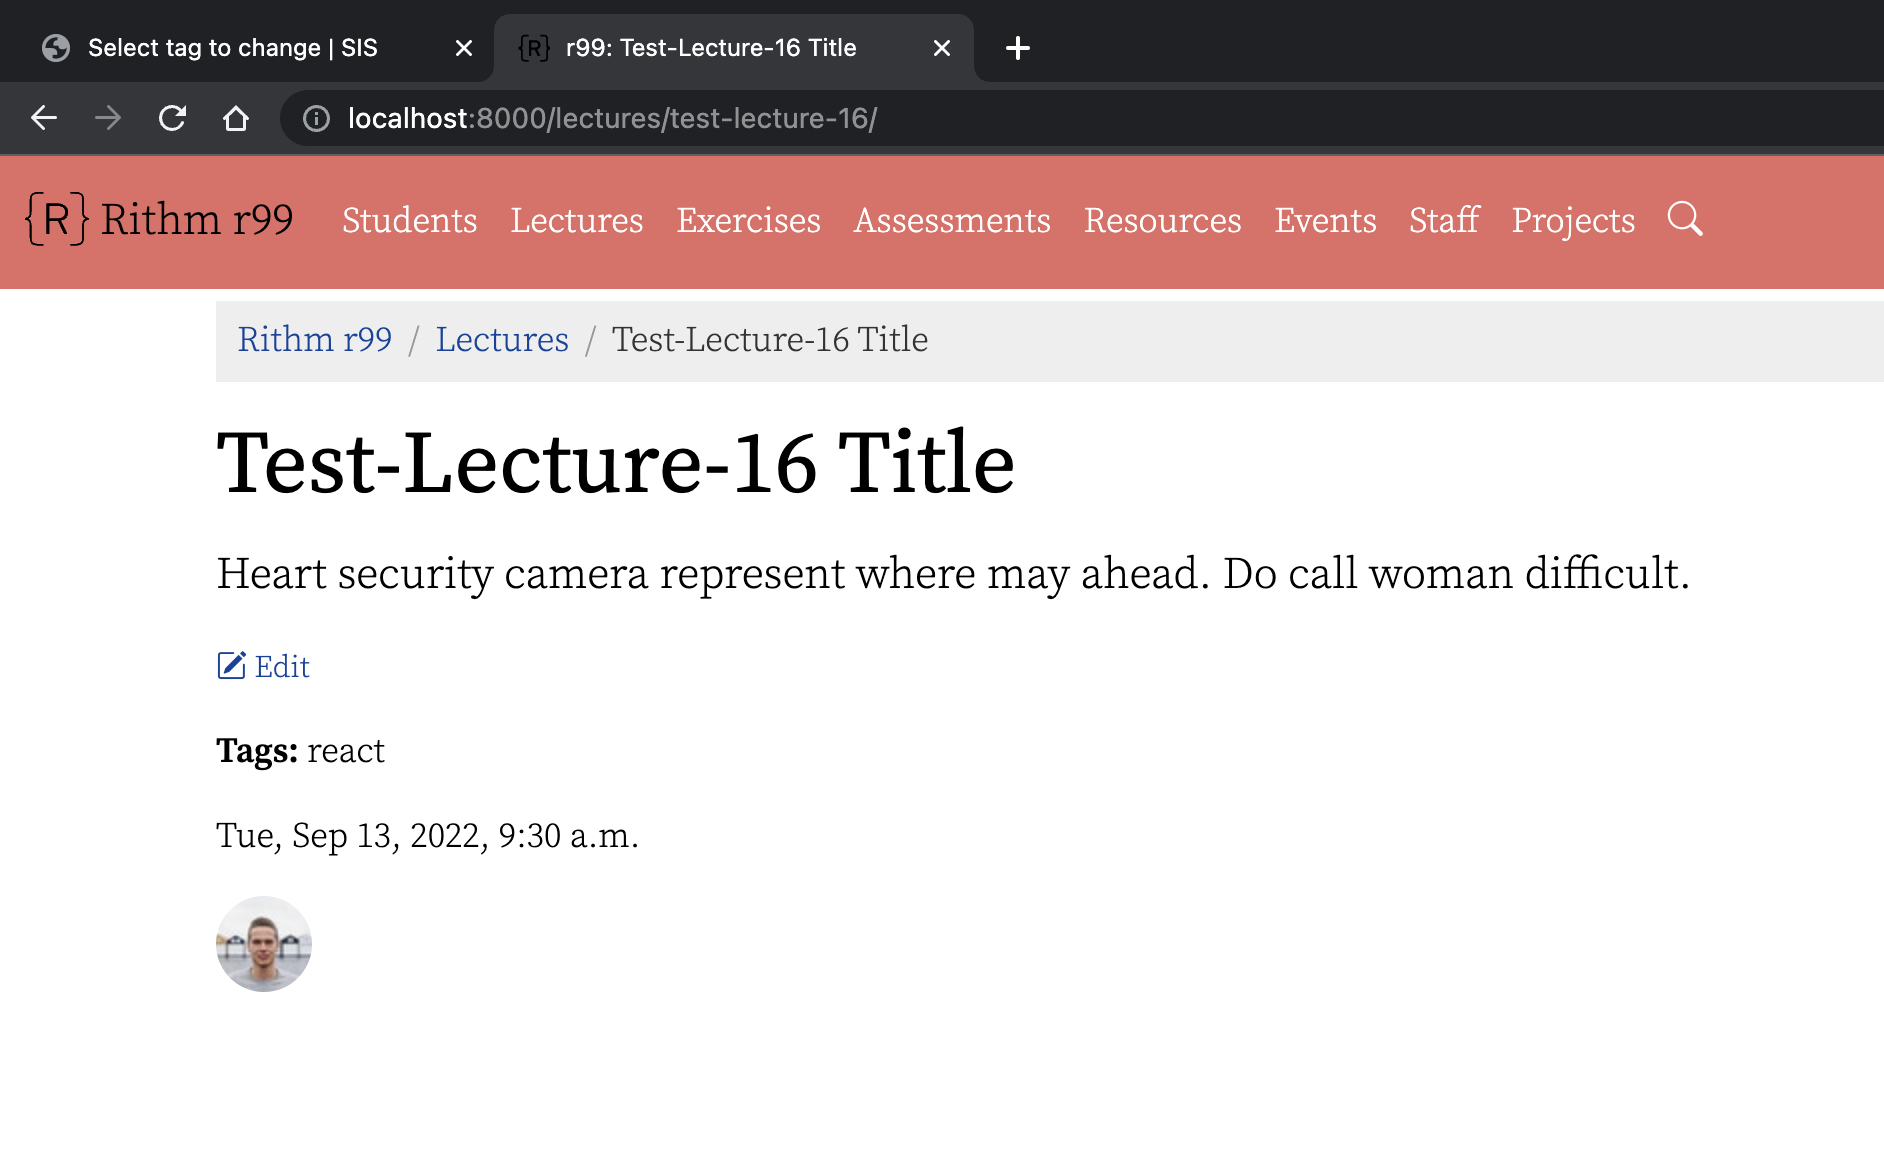 Select tag to change | SIS
{R} r99: Test-Lecture-16 Title
localhost:8000/lectures/test-lecture-16/
{R} Rithm r99 Students Lectures Exercises Assessments Resources Events Staff Projects
Rithm r99 / Lectures / Test-Lecture-16 Title
Test-Lecture-16 Title
Heart security camera represent where may ahead. Do call woman difficult.
Edit
Tags: react
Tue, Sep 13, 2022, 9:30 a.m.